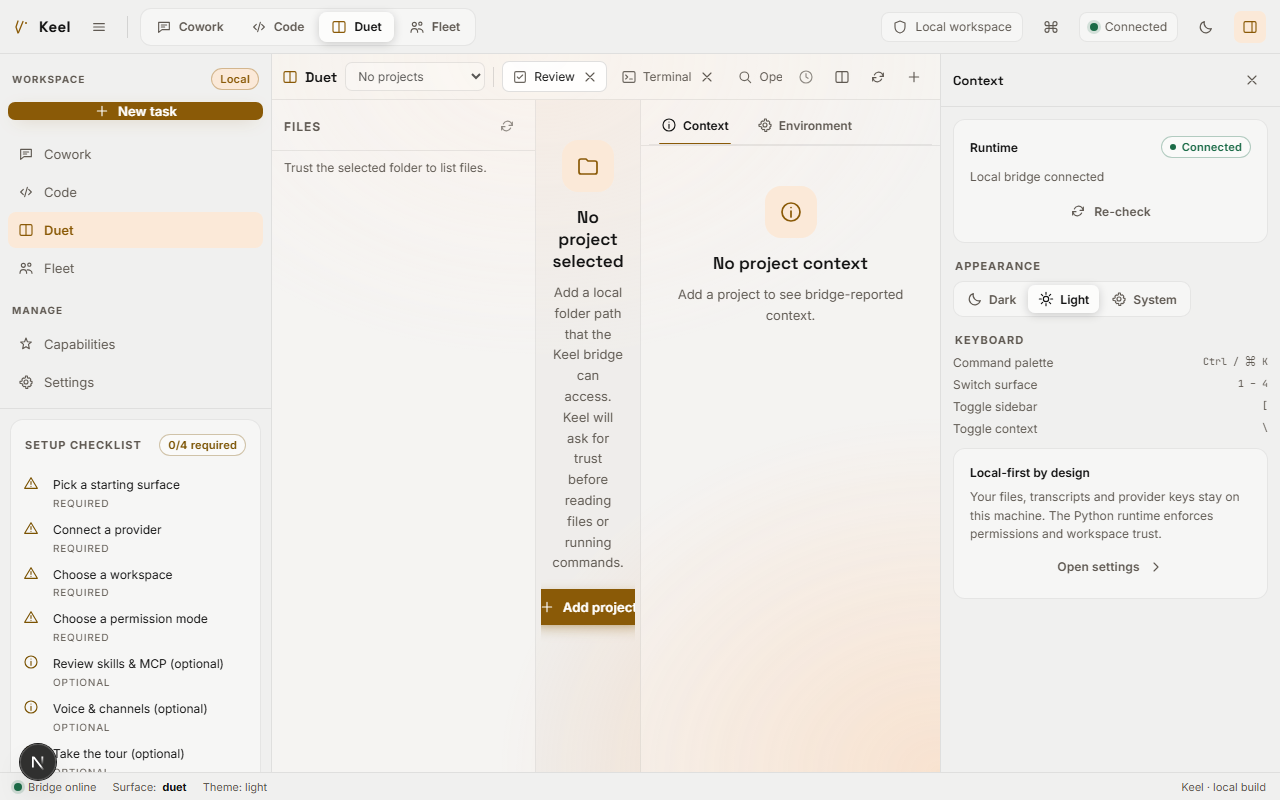 Keel
Cowork
Code
Duet
Fleet
Local workspace
⌘
Connected
WORKSPACE
Local
+ New task
Cowork
Code
Duet
Fleet
MANAGE
Capabilities
Settings
SETUP CHECKLIST
0/4 required
Pick a starting surface
REQUIRED
Connect a provider
REQUIRED
Choose a workspace
REQUIRED
Choose a permission mode
REQUIRED
Review skills & MCP (optional)
OPTIONAL
Voice & channels (optional)
OPTIONAL
Take the tour (optional)
OPTIONAL
N
Duet
No projects
Review
Terminal
Ope
FILES
Trust the selected folder to list files.
No
project
selected
Add a local
folder path
that the
Keel bridge
can
access.
Keel will
ask for
trust
before
reading
files or
running
commands.
+ Add project
Context
Environment
No project context
Add a project to see bridge-reported
context.
Context
Runtime
Connected
Local bridge connected
Re-check
APPEARANCE
Dark
Light
System
KEYBOARD
Command palette
Ctrl / ⌘ K
Switch surface
1 – 4
Toggle sidebar
[
Toggle context
\
Local-first by design
Your files, transcripts and provider keys stay on
this machine. The Python runtime enforces
permissions and workspace trust.
Open settings
Bridge online
Surface: duet
Theme: light
Keel · local build